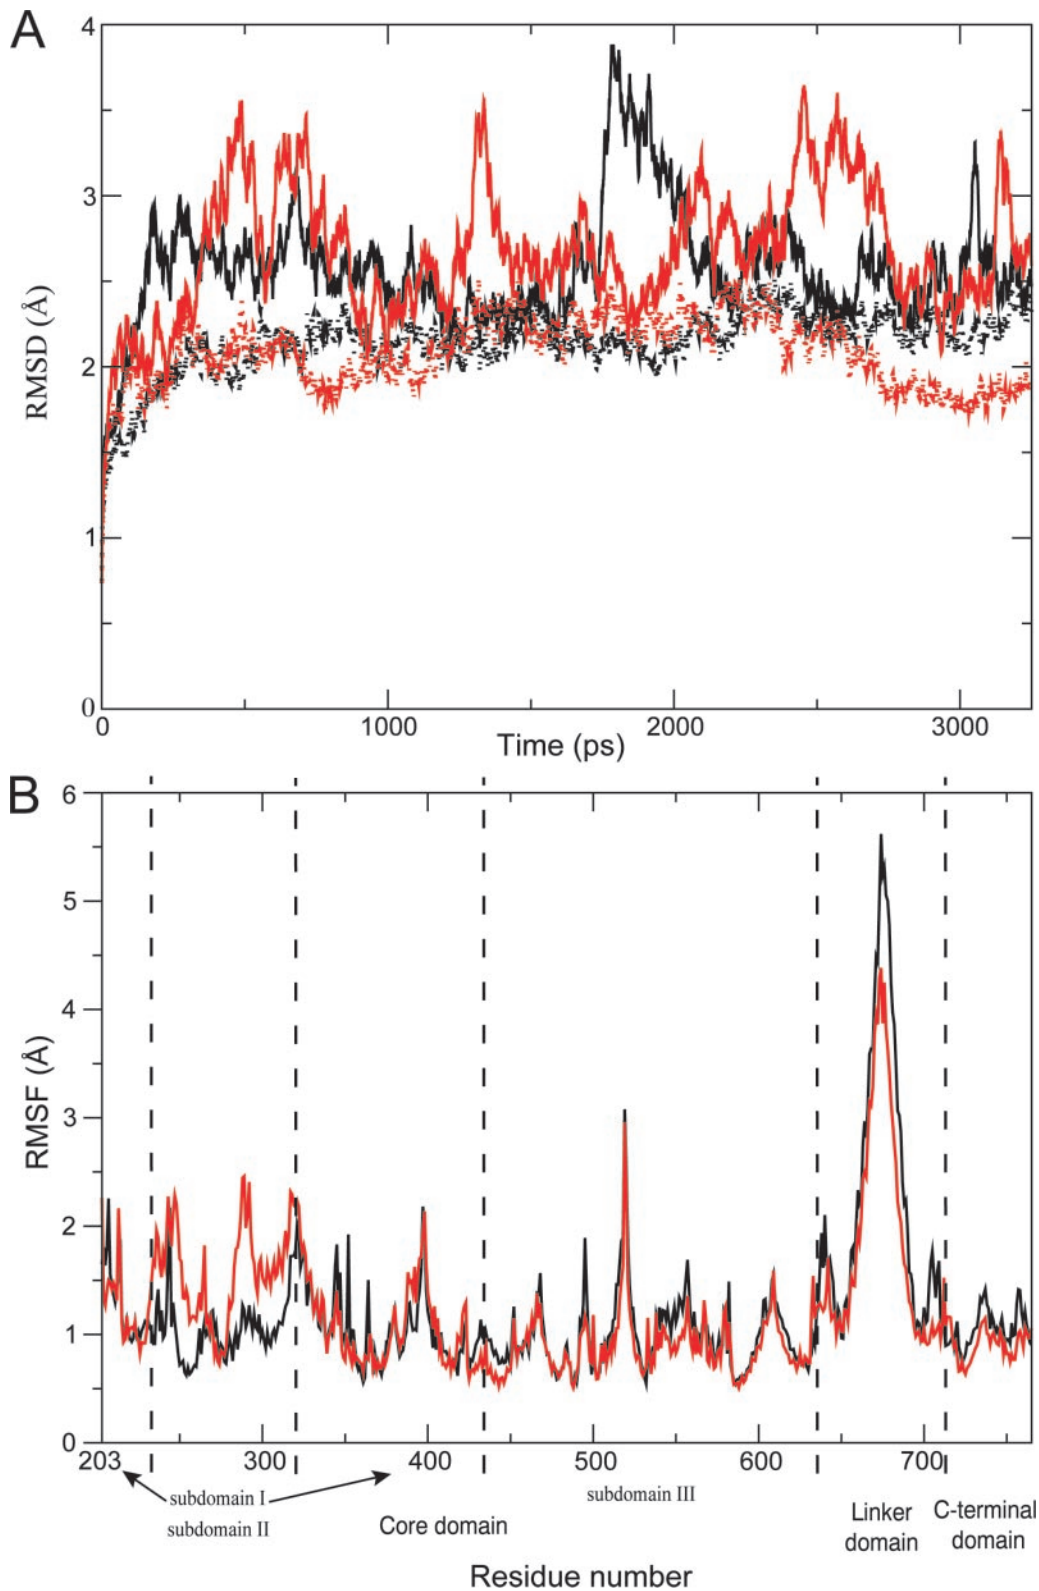 A
4
3
2
1
0
RMSD (Å)
0 1000 2000 3000
Time (ps)
B
6
5
4
3
2
1
0
RMSF (Å)
203 300 400 500 600 700
subdomain I
subdomain II
Core domain
subdomain III
Linker
domain
C-terminal
domain
Residue number